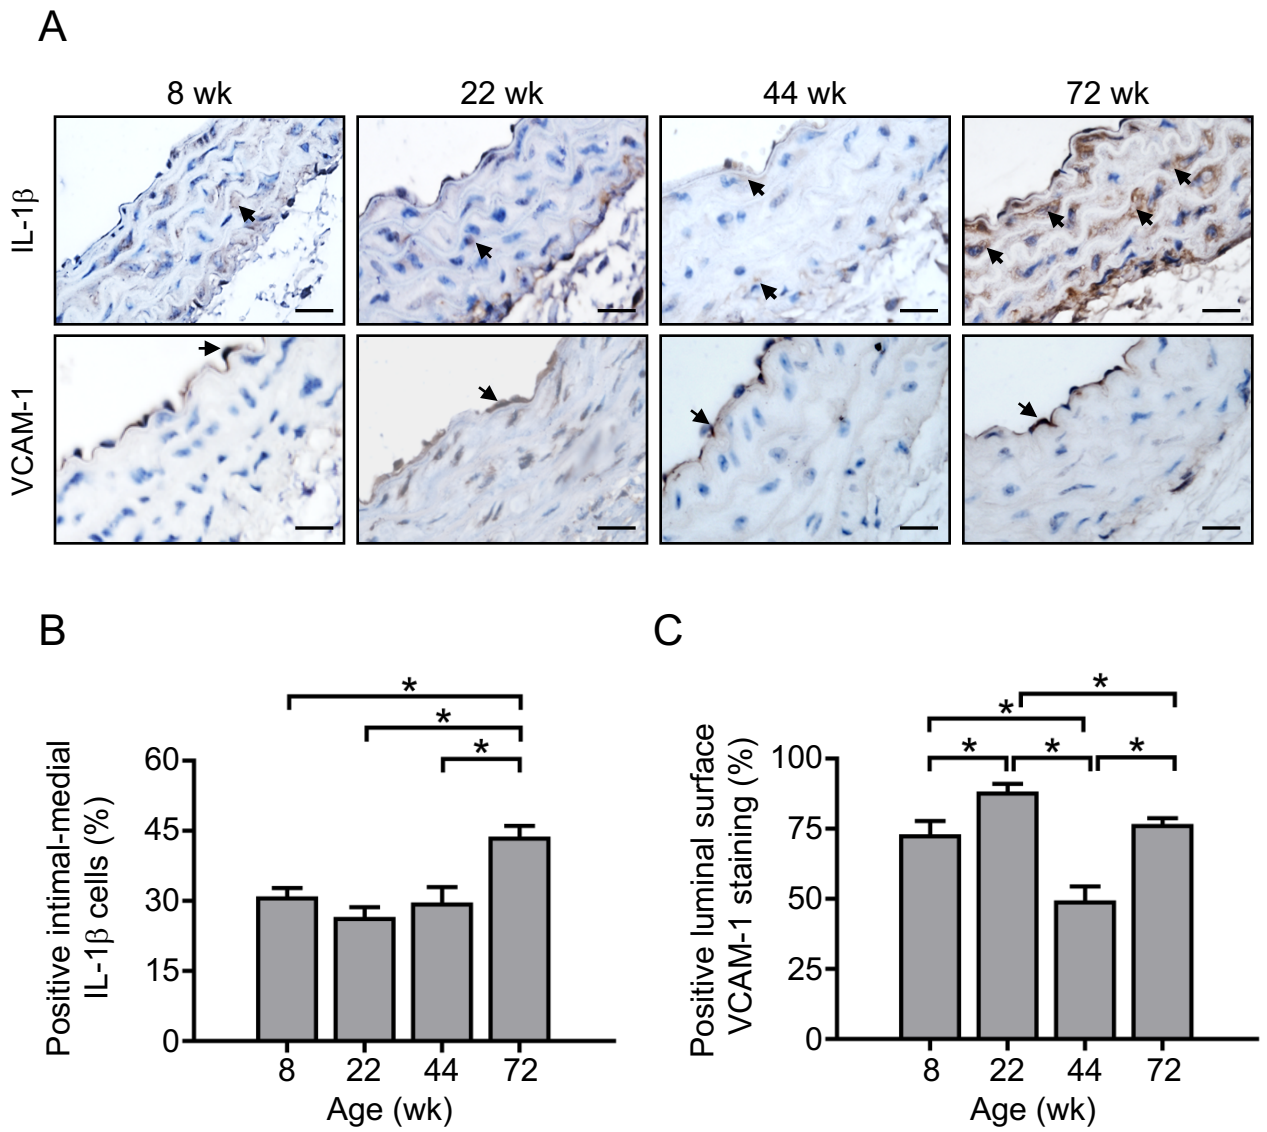 A
8 wk
22 wk
44 wk
72 wk
IL-1β
VCAM-1
B
Positive intimal-medial
IL-1β cells (%)
60
45
30
15
0
*
*
*
8
22
44
72
Age (wk)
C
Positive luminal surface
VCAM-1 staining (%)
100
75
50
25
0
*
*
*
*
*
8
22
44
72
Age (wk)